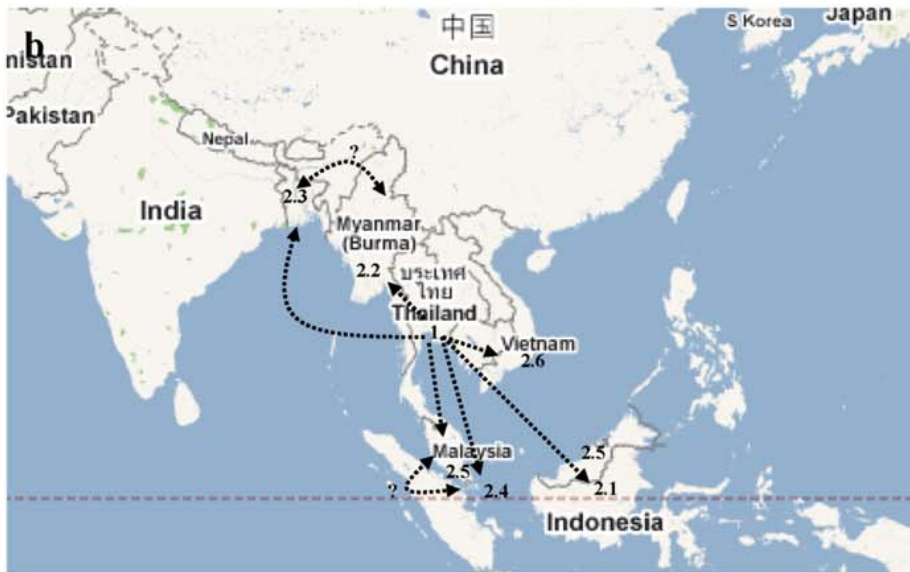 b
中国
China
S Korea
Japan
nistan
Pakistan
Nepal
?
2.3
India
Myanmar
(Burma)
2.2
ประเทศ
ไทย
Thailand
1
Vietnam
2.6
Malaysia
2.5
2.5
?
2.4
2.1
Indonesia